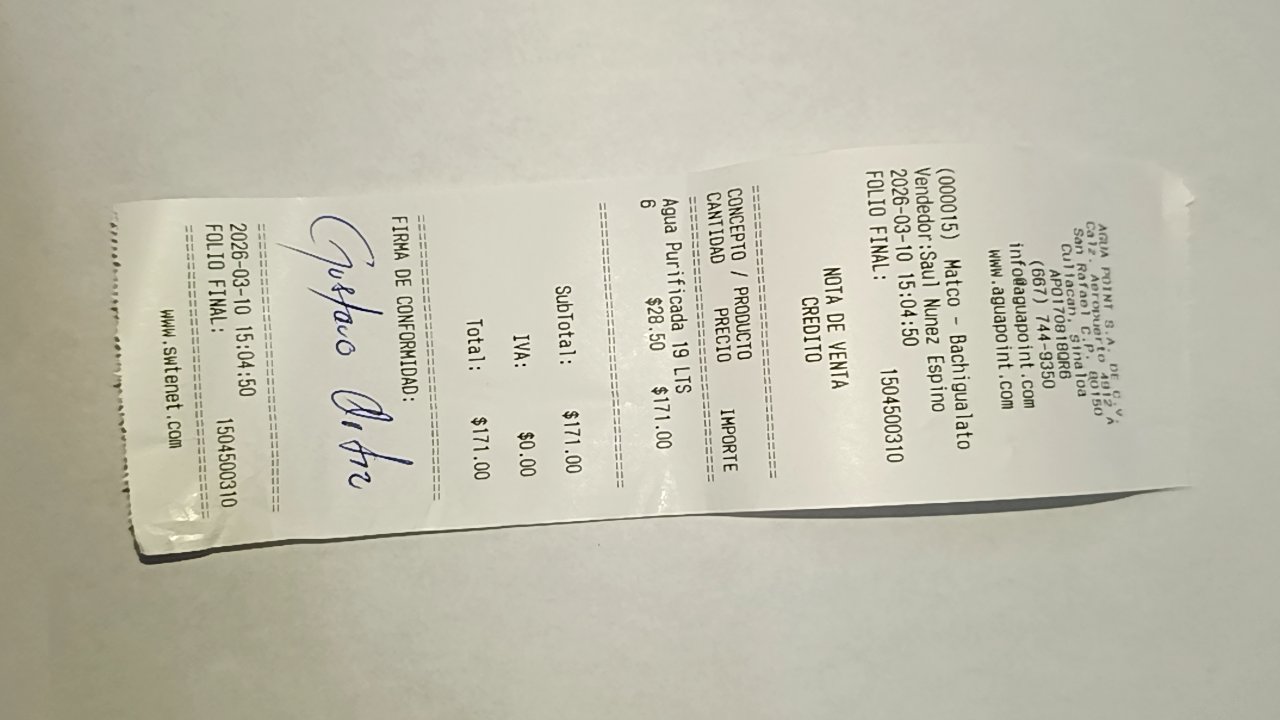 AGUA POINT S.A. DE C.V.
Calz. Aeropuerto 4912 A
San Rafael C.P. 80150
Culiacan, Sinaloa
APO170818QR6
(667) 744-9350
info@aguapoint.com
www.aguapoint.com
(000015) Matco - Bachigualato
Vendedor:Saul Nunez Espino
2026-03-10 15:04:50
FOLIO FINAL: 1504500310
NOTA DE VENTA
CREDITO
CONCEPTO / PRODUCTO
CANTIDAD PRECIO IMPORTE
Agua Purificada 19 LTS
6 $28.50 $171.00
SubTotal: $171.00
IVA: $0.00
Total: $171.00
FIRMA DE CONFORMIDAD:
Gustavo
2026-03-10 15:04:50
FOLIO FINAL: 1504500310
www.swtenet.com